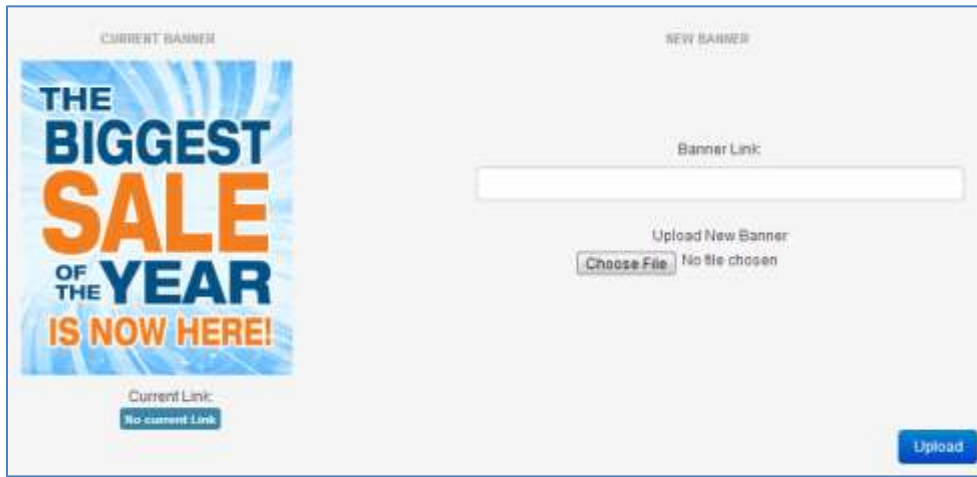 CURRENT BANNER
THE
BIGGEST
SALE
OF THE YEAR
IS NOW HERE!
Current Link:
No current Link
NEW BANNER
Banner Link:
Upload New Banner
Choose File No file chosen
Upload